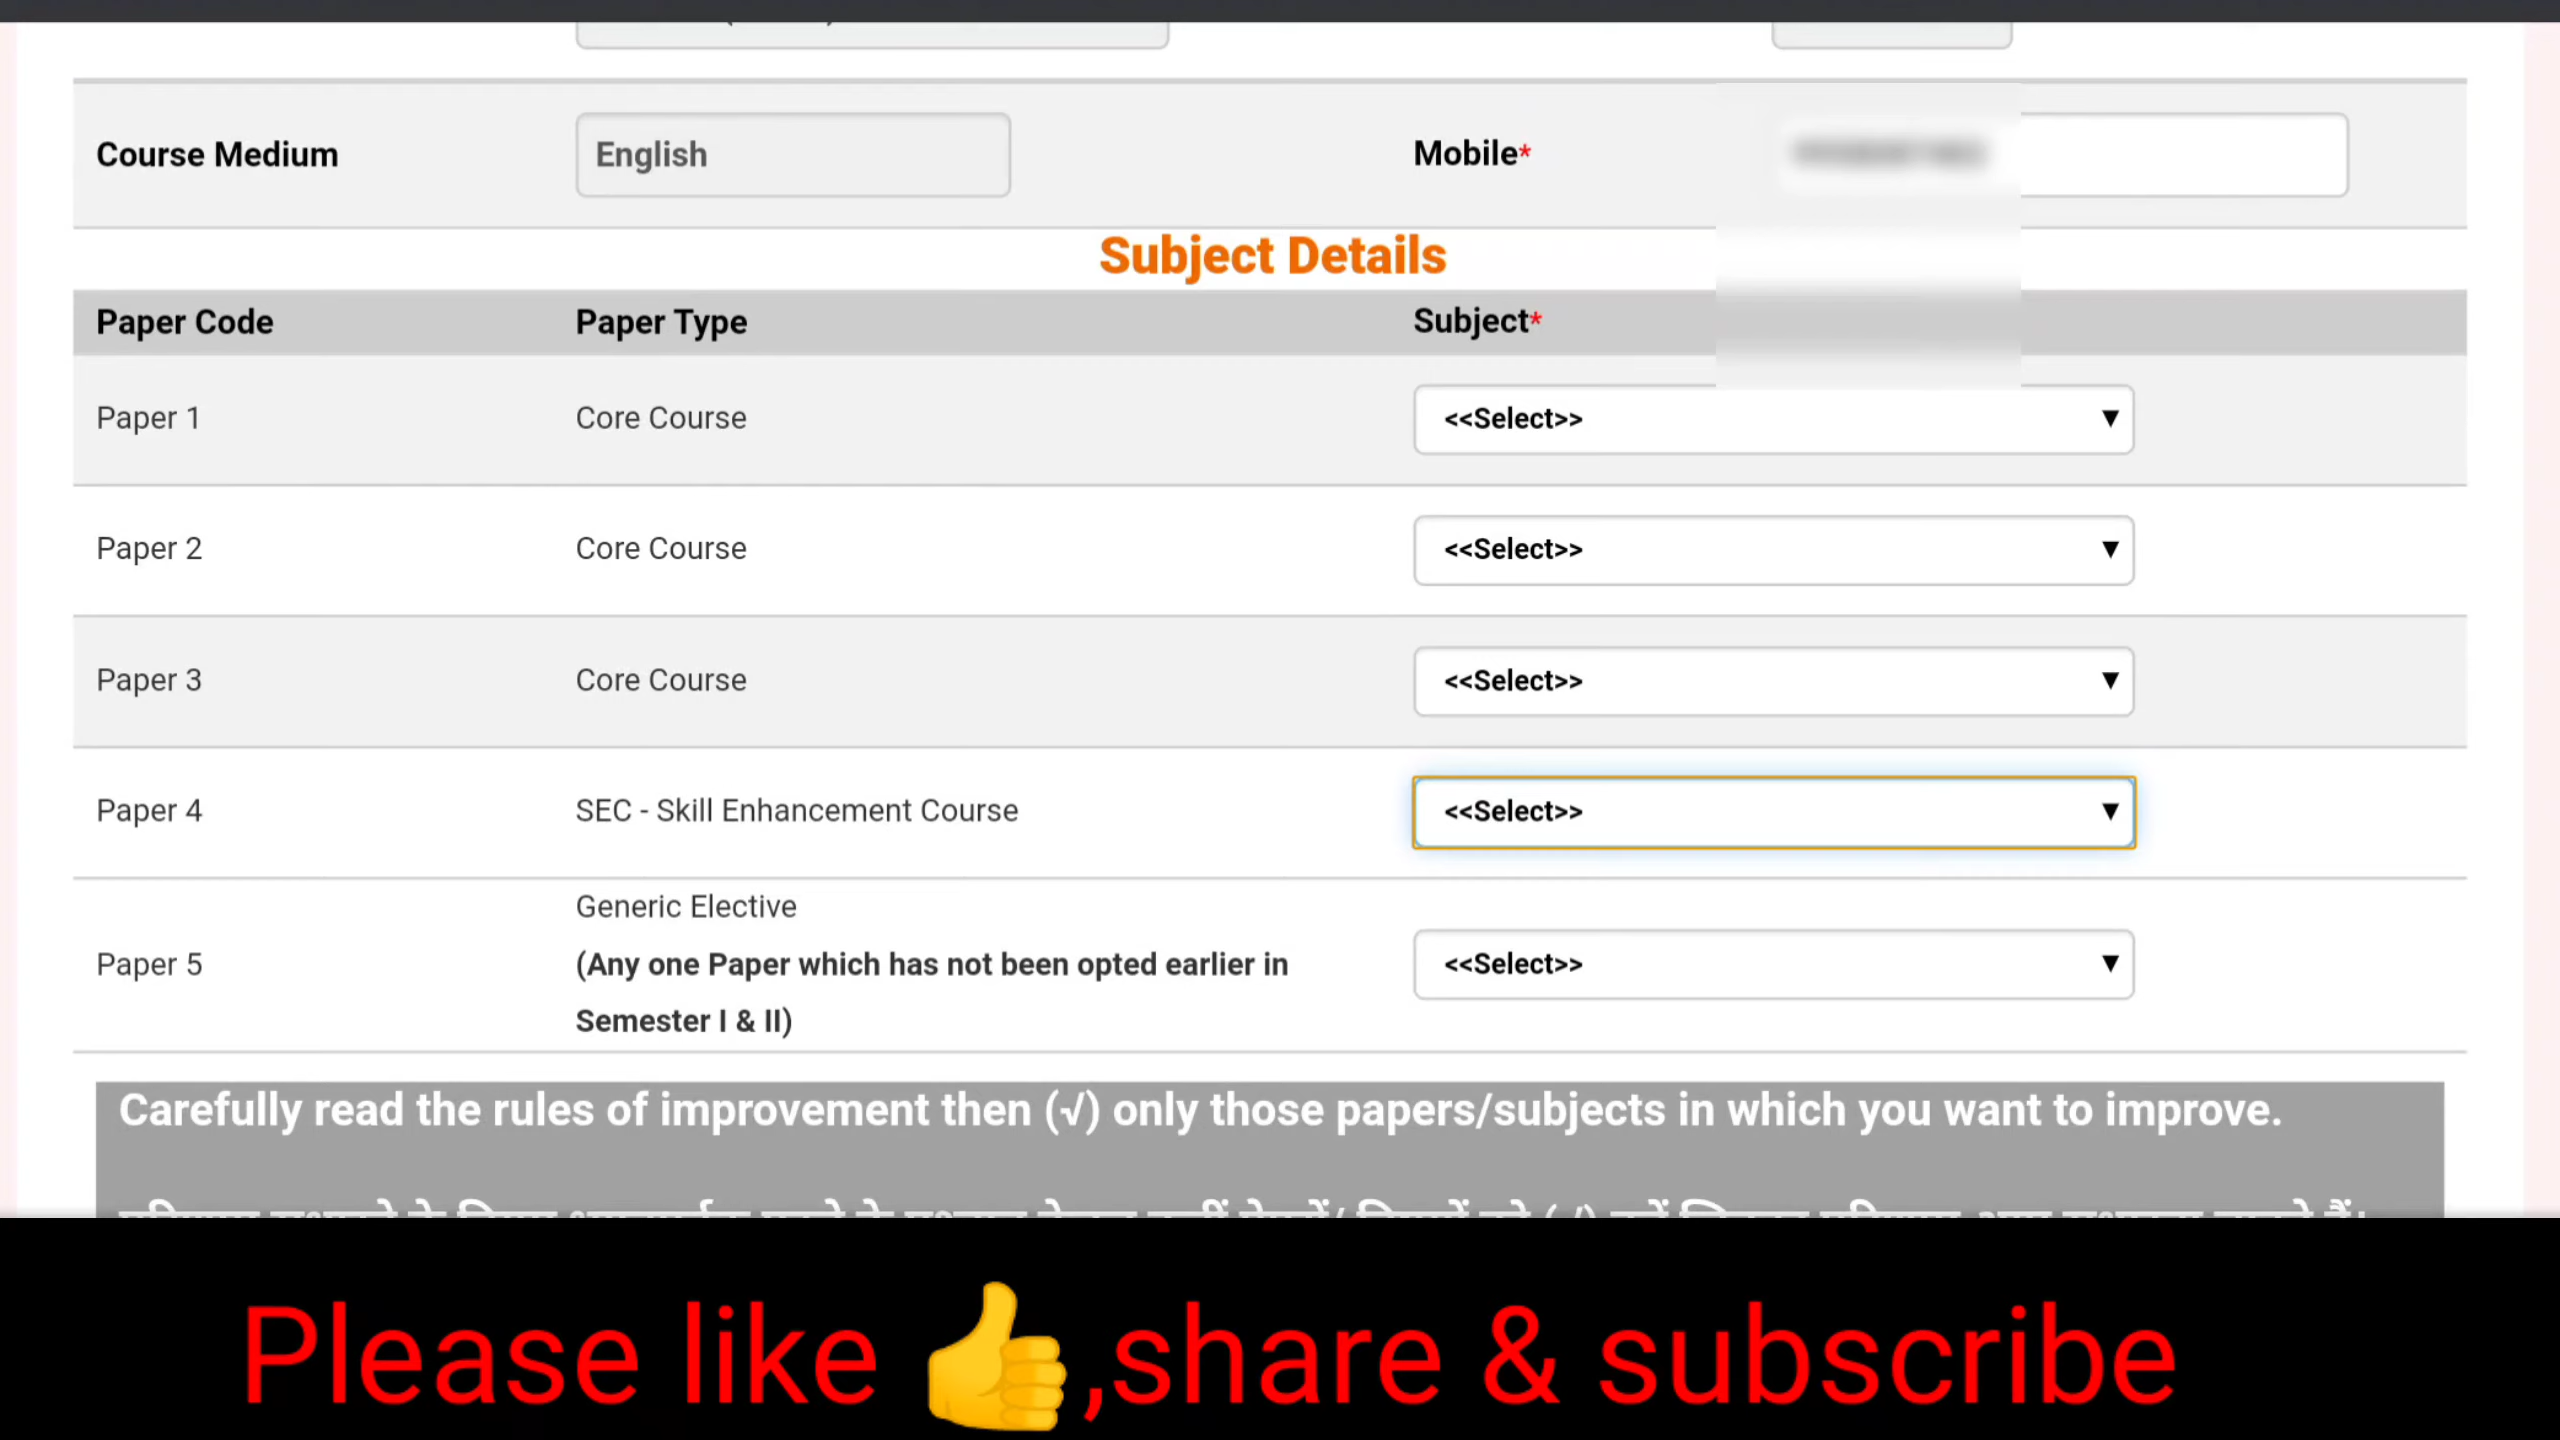 Course Medium English Mobile*
Subject Details
Paper Code Paper Type Subject*
Paper 1 Core Course <<Select>> ▼
Paper 2 Core Course <<Select>> ▼
Paper 3 Core Course <<Select>> ▼
Paper 4 SEC - Skill Enhancement Course <<Select>> ▼
Generic Elective
Paper 5 (Any one Paper which has not been opted earlier in <<Select>> ▼
Semester I & II)
Carefully read the rules of improvement then (√) only those papers/subjects in which you want to improve.
Please like 👍,share & subscribe